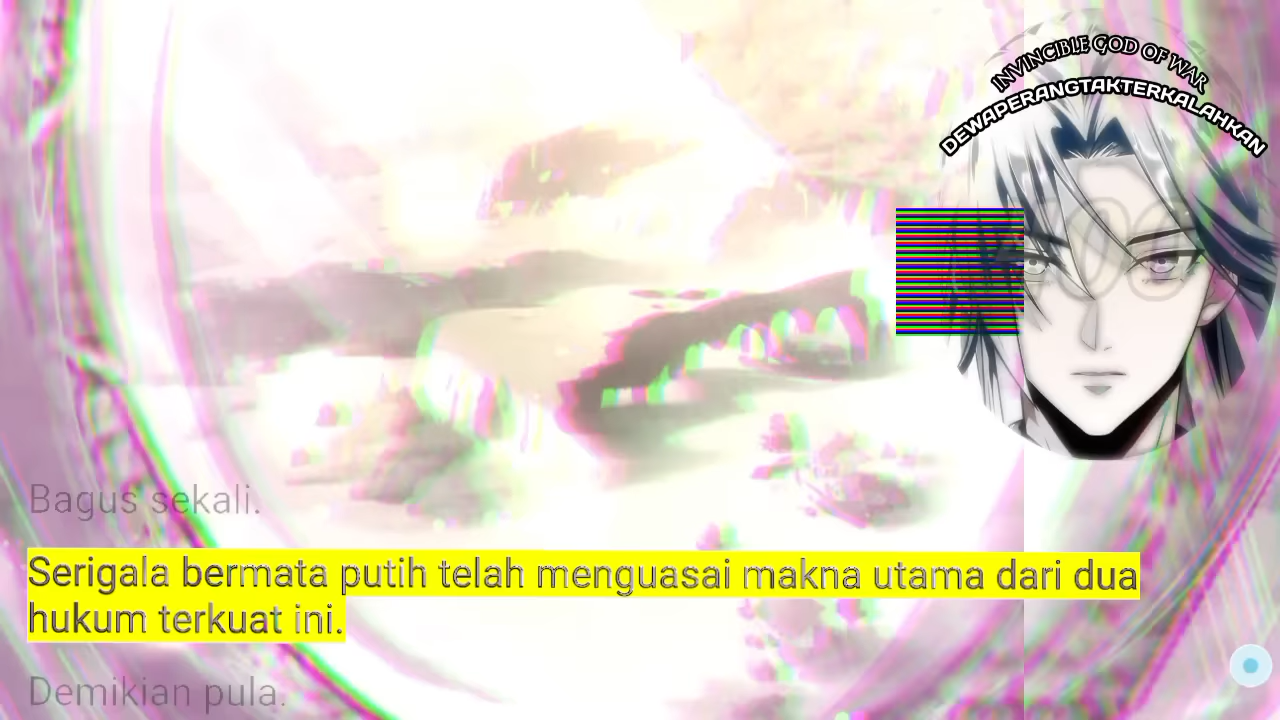 INVINCIBLE GOD OF WAR
DEWAPERANGTAKTERKALAHKAN
Bagus sekali.
Serigala bermata putih telah menguasai makna utama dari dua
hukum terkuat ini.
Demikian pula.